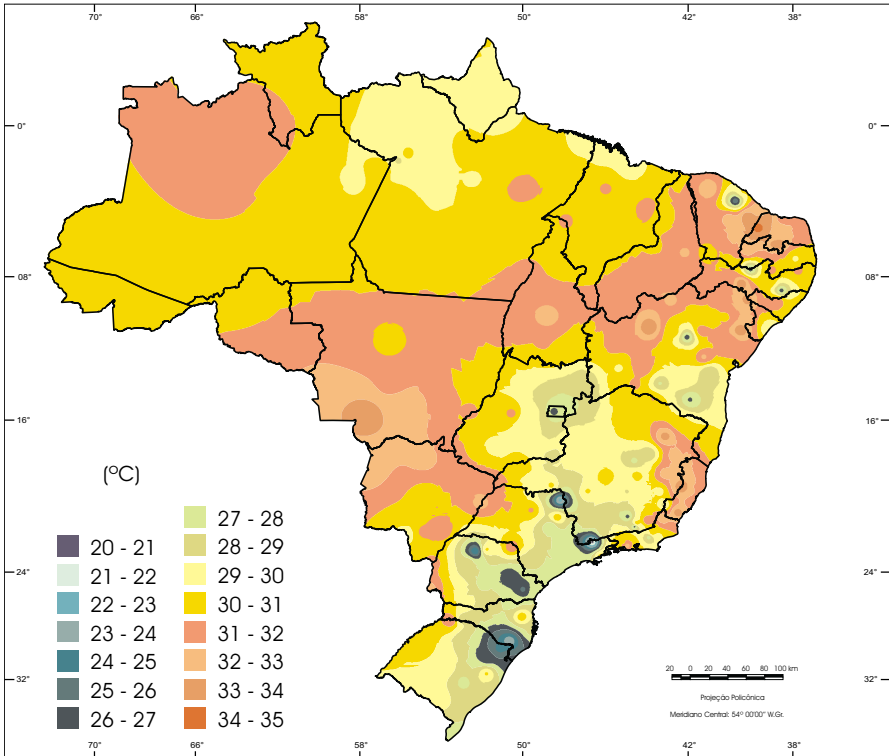 70° 66° 58° 50° 42° 38°
0° 0°
08° 08°
16° 16°
(°C)
20 - 21
21 - 22
22 - 23
23 - 24
24 - 25
25 - 26
26 - 27
27 - 28
28 - 29
29 - 30
30 - 31
31 - 32
32 - 33
33 - 34
34 - 35
24° 24°
32° 32°
20 0 20 40 60 80 100 km
Projeção Policônica
Meridiano Central: 54º 00'00" W.Gr.
70° 66° 58° 50° 42° 38°